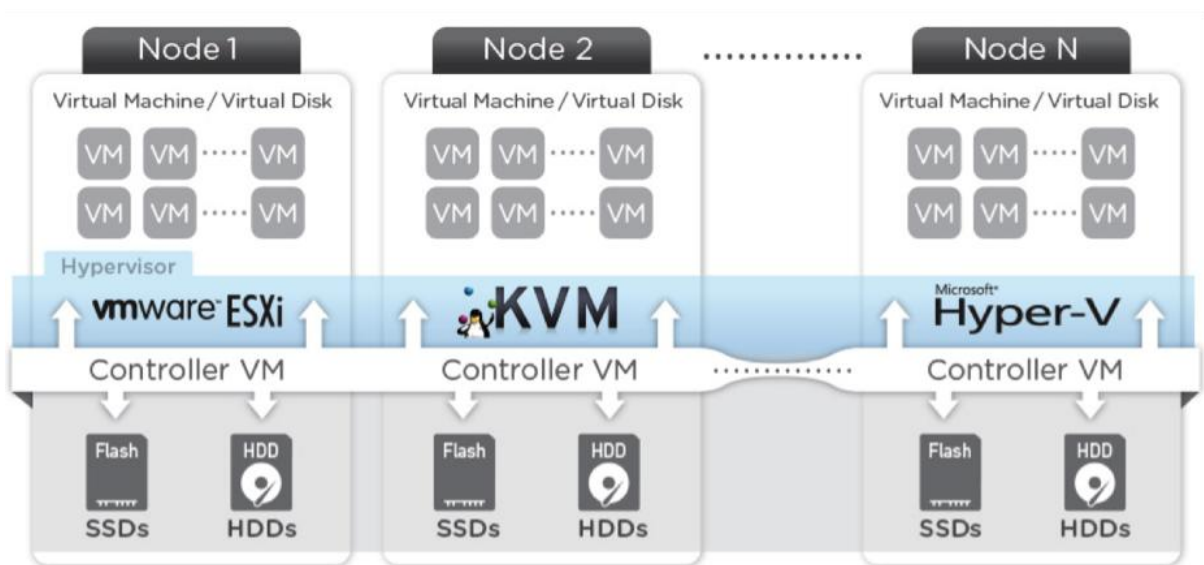 Node 1
Node 2
Node N
Virtual Machine / Virtual Disk
Virtual Machine / Virtual Disk
Virtual Machine / Virtual Disk
VM VM ..... VM
VM VM ..... VM
VM VM ..... VM
VM VM ..... VM
VM VM ..... VM
VM VM ..... VM
Hypervisor
vmware ESXi
KVM
Microsoft
Hyper-V
Controller VM
Controller VM
Controller VM
Flash
HDD
Flash
HDD
Flash
HDD
SSDs
HDDs
SSDs
HDDs
SSDs
HDDs